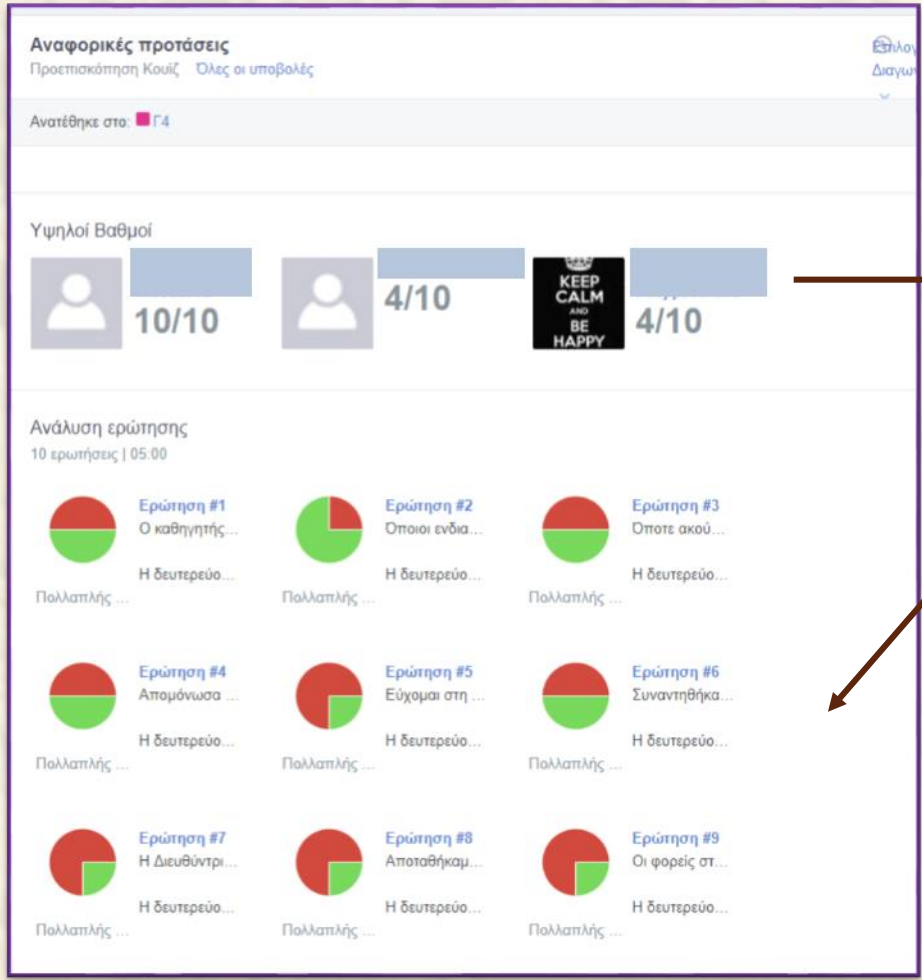 Αναφορικές προτάσεις
Προεπισκόπηση Κουίζ Όλες οι υποβολές
Ανατέθηκε στο: Γ4
Υψηλοί Βαθμοί
10/10
4/10
KEEP
CALM
AND
BE
HAPPY
4/10
Ανάλυση ερώτησης
10 ερωτήσεις | 05:00
Ερώτηση #1
Ο καθηγητής...
Η δευτερεύο...
Πολλαπλής ...
Ερώτηση #2
Όποιοι ενδια...
Η δευτερεύο...
Πολλαπλής ...
Ερώτηση #3
Όποτε ακού...
Η δευτερεύο...
Πολλαπλής ...
Ερώτηση #4
Απομόνωσα ...
Η δευτερεύο...
Πολλαπλής ...
Ερώτηση #5
Εύχομαι στη ...
Η δευτερεύο...
Πολλαπλής ...
Ερώτηση #6
Συναντηθήκα...
Η δευτερεύο...
Πολλαπλής ...
Ερώτηση #7
Η Διευθύντρι...
Η δευτερεύο...
Πολλαπλής ...
Ερώτηση #8
Αποταθήκαμ...
Η δευτερεύο...
Πολλαπλής ...
Ερώτηση #9
Οι φορείς στ...
Η δευτερεύο...
Πολλαπλής ...